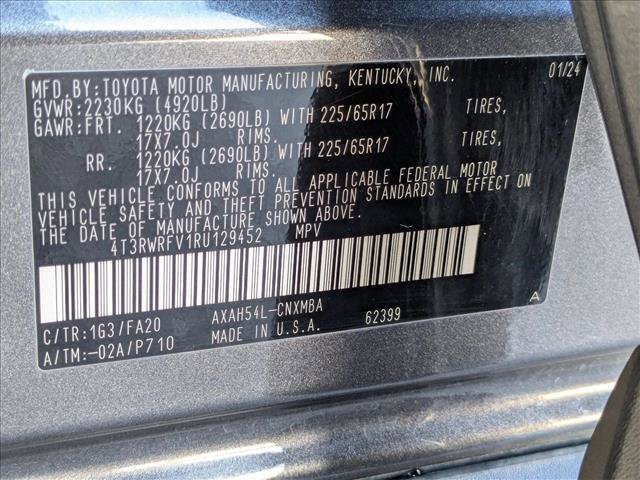 MFD. BY: TOYOTA MOTOR MANUFACTURING, KENTUCKY, INC. 01/24
GVWR: 2230KG (4920LB)
GAWR: FRT. 1220KG (2690LB) WITH 225/65R17 TIRES,
17X7.0J RIMS.
RR. 1220KG (2690LB) WITH 225/65R17 TIRES,
17X7.0J RIMS.
THIS VEHICLE CONFORMS TO ALL APPLICABLE FEDERAL MOTOR
VEHICLE SAFETY AND THEFT PREVENTION STANDARDS IN EFFECT ON
THE DATE OF MANUFACTURE SHOWN ABOVE.
4T3RWRFV1RU129452 MPV
C/TR: 1G3/FA20 AXAH54L-CNXMBA 62399 A
A/TM: -02A/P710 MADE IN U.S.A.